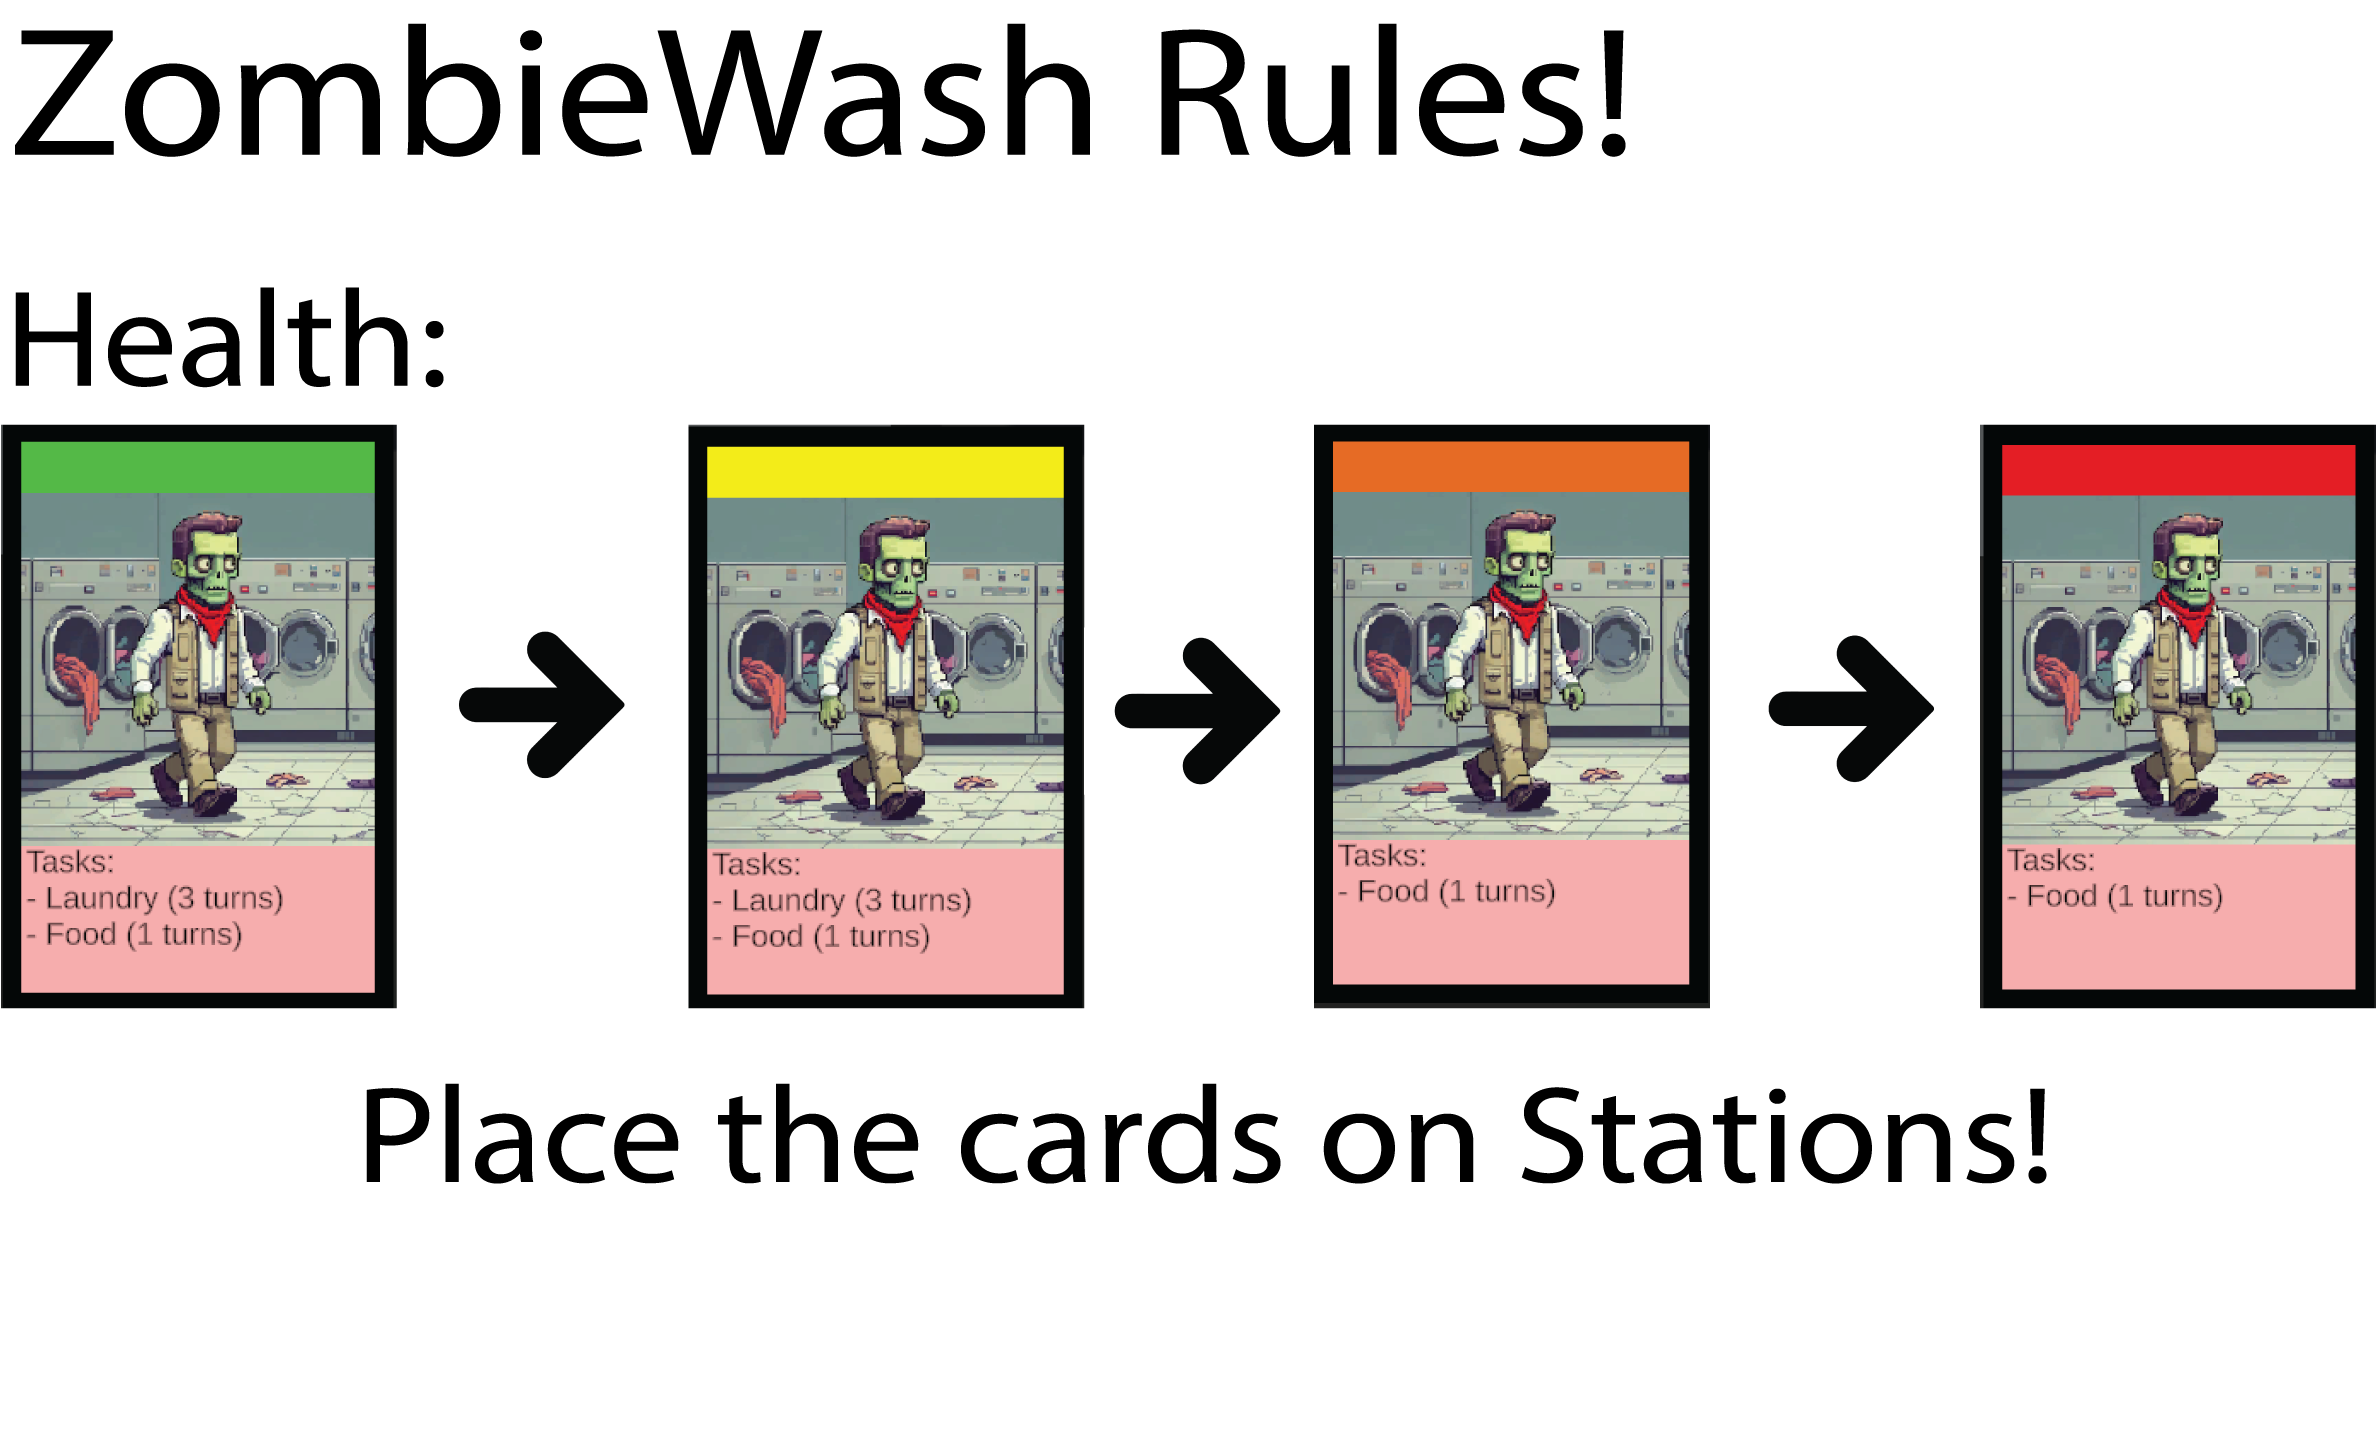 ZombieWash Rules!
Health:
Tasks:
- Laundry (3 turns)
- Food (1 turns)
Tasks:
- Laundry (3 turns)
- Food (1 turns)
Tasks:
- Food (1 turns)
Tasks:
- Food (1 turns)
Place the cards on Stations!